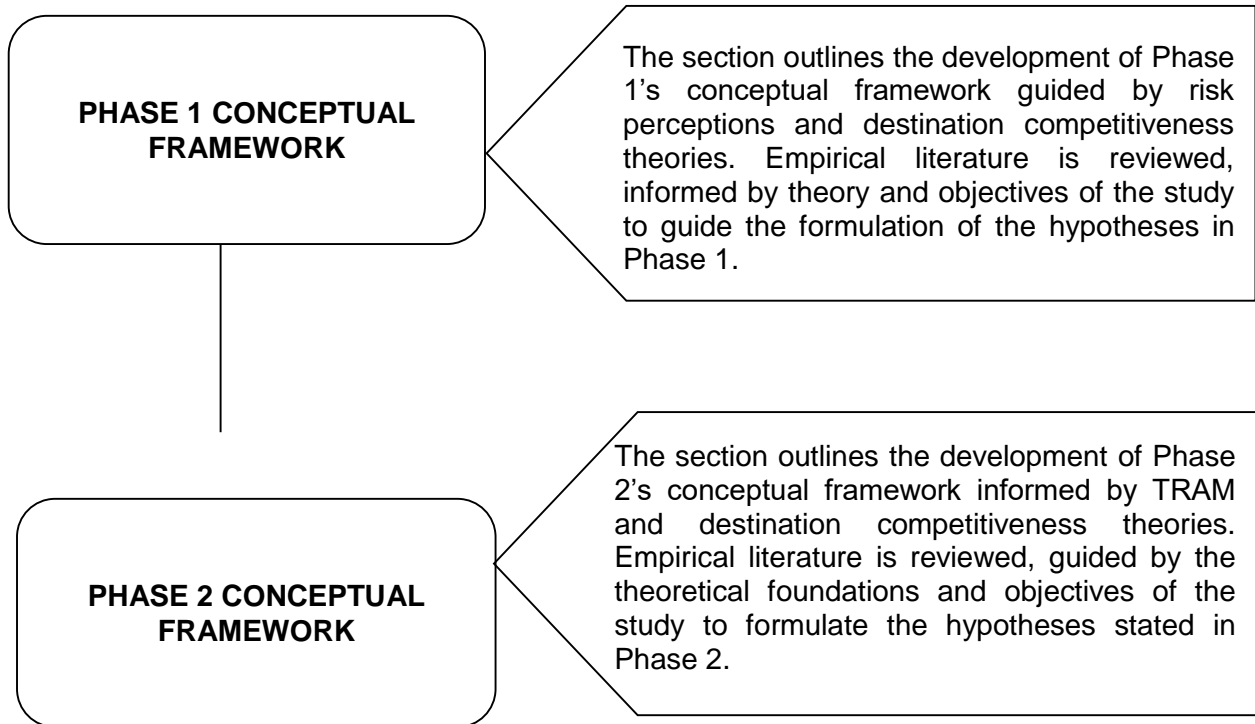 PHASE 1 CONCEPTUAL
FRAMEWORK
The section outlines the development of Phase
1’s conceptual framework guided by risk
perceptions and destination competitiveness
theories. Empirical literature is reviewed,
informed by theory and objectives of the study
to guide the formulation of the hypotheses in
Phase 1.
PHASE 2 CONCEPTUAL
FRAMEWORK
The section outlines the development of Phase
2’s conceptual framework informed by TRAM
and destination competitiveness theories.
Empirical literature is reviewed, guided by the
theoretical foundations and objectives of the
study to formulate the hypotheses stated in
Phase 2.